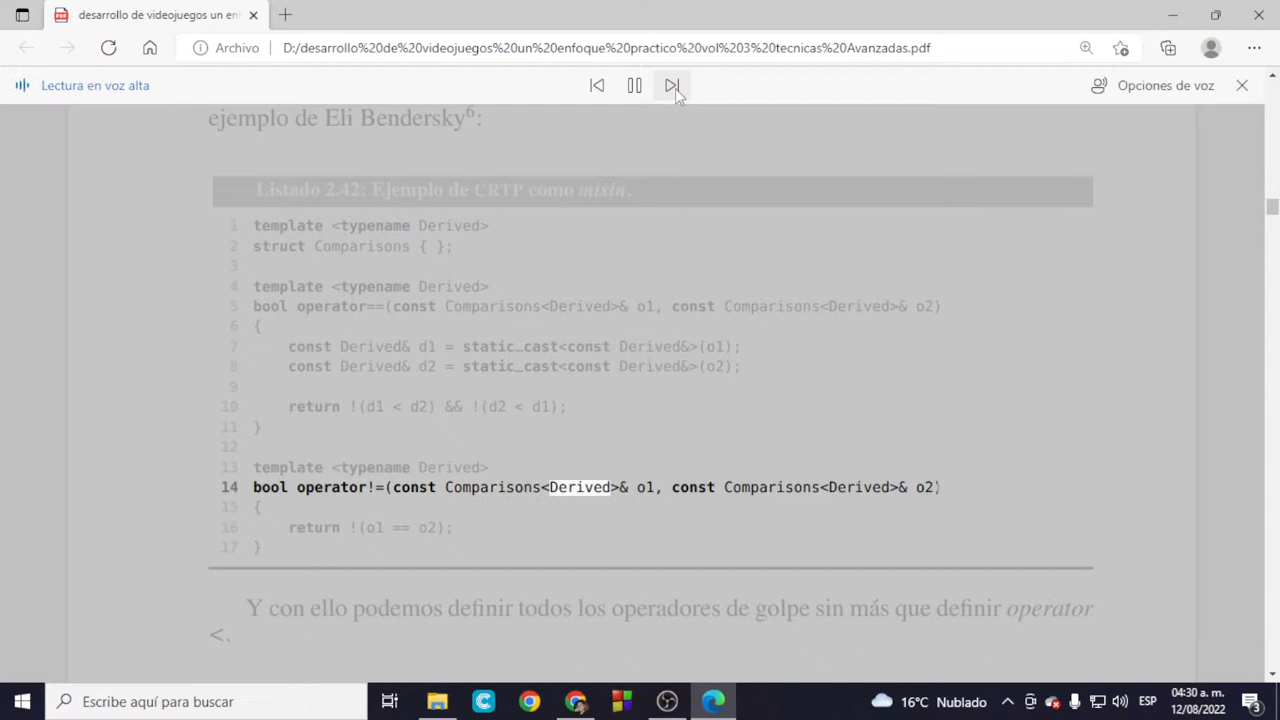 desarrollo de videojuegos un en
Archivo
D:/desarrollo%20de%20videojuegos%20un%20enfoque%20practico%20vol%203%20tecnicas%20Avanzadas.pdf
Lectura en voz alta
Opciones de voz
ejemplo de Eli Bendersky6:
Listado 2.42: Ejemplo de CRTP como mixin.
1 template <typename Derived>
2 struct Comparisons { };
3
4 template <typename Derived>
5 bool operator==(const Comparisons<Derived>& o1, const Comparisons<Derived>& o2)
6 {
7 const Derived& d1 = static_cast<const Derived&>(o1);
8 const Derived& d2 = static_cast<const Derived&>(o2);
9
10 return !(d1 < d2) && !(d2 < d1);
11 }
12
13 template <typename Derived>
14 bool operator!=(const Comparisons<Derived>& o1, const Comparisons<Derived>& o2)
15 {
16 return !(o1 == o2);
17 }
Y con ello podemos definir todos los operadores de golpe sin más que definir operator
<.
Escribe aquí para buscar
16°C Nublado
ESP
04:30 a. m.
12/08/2022
3